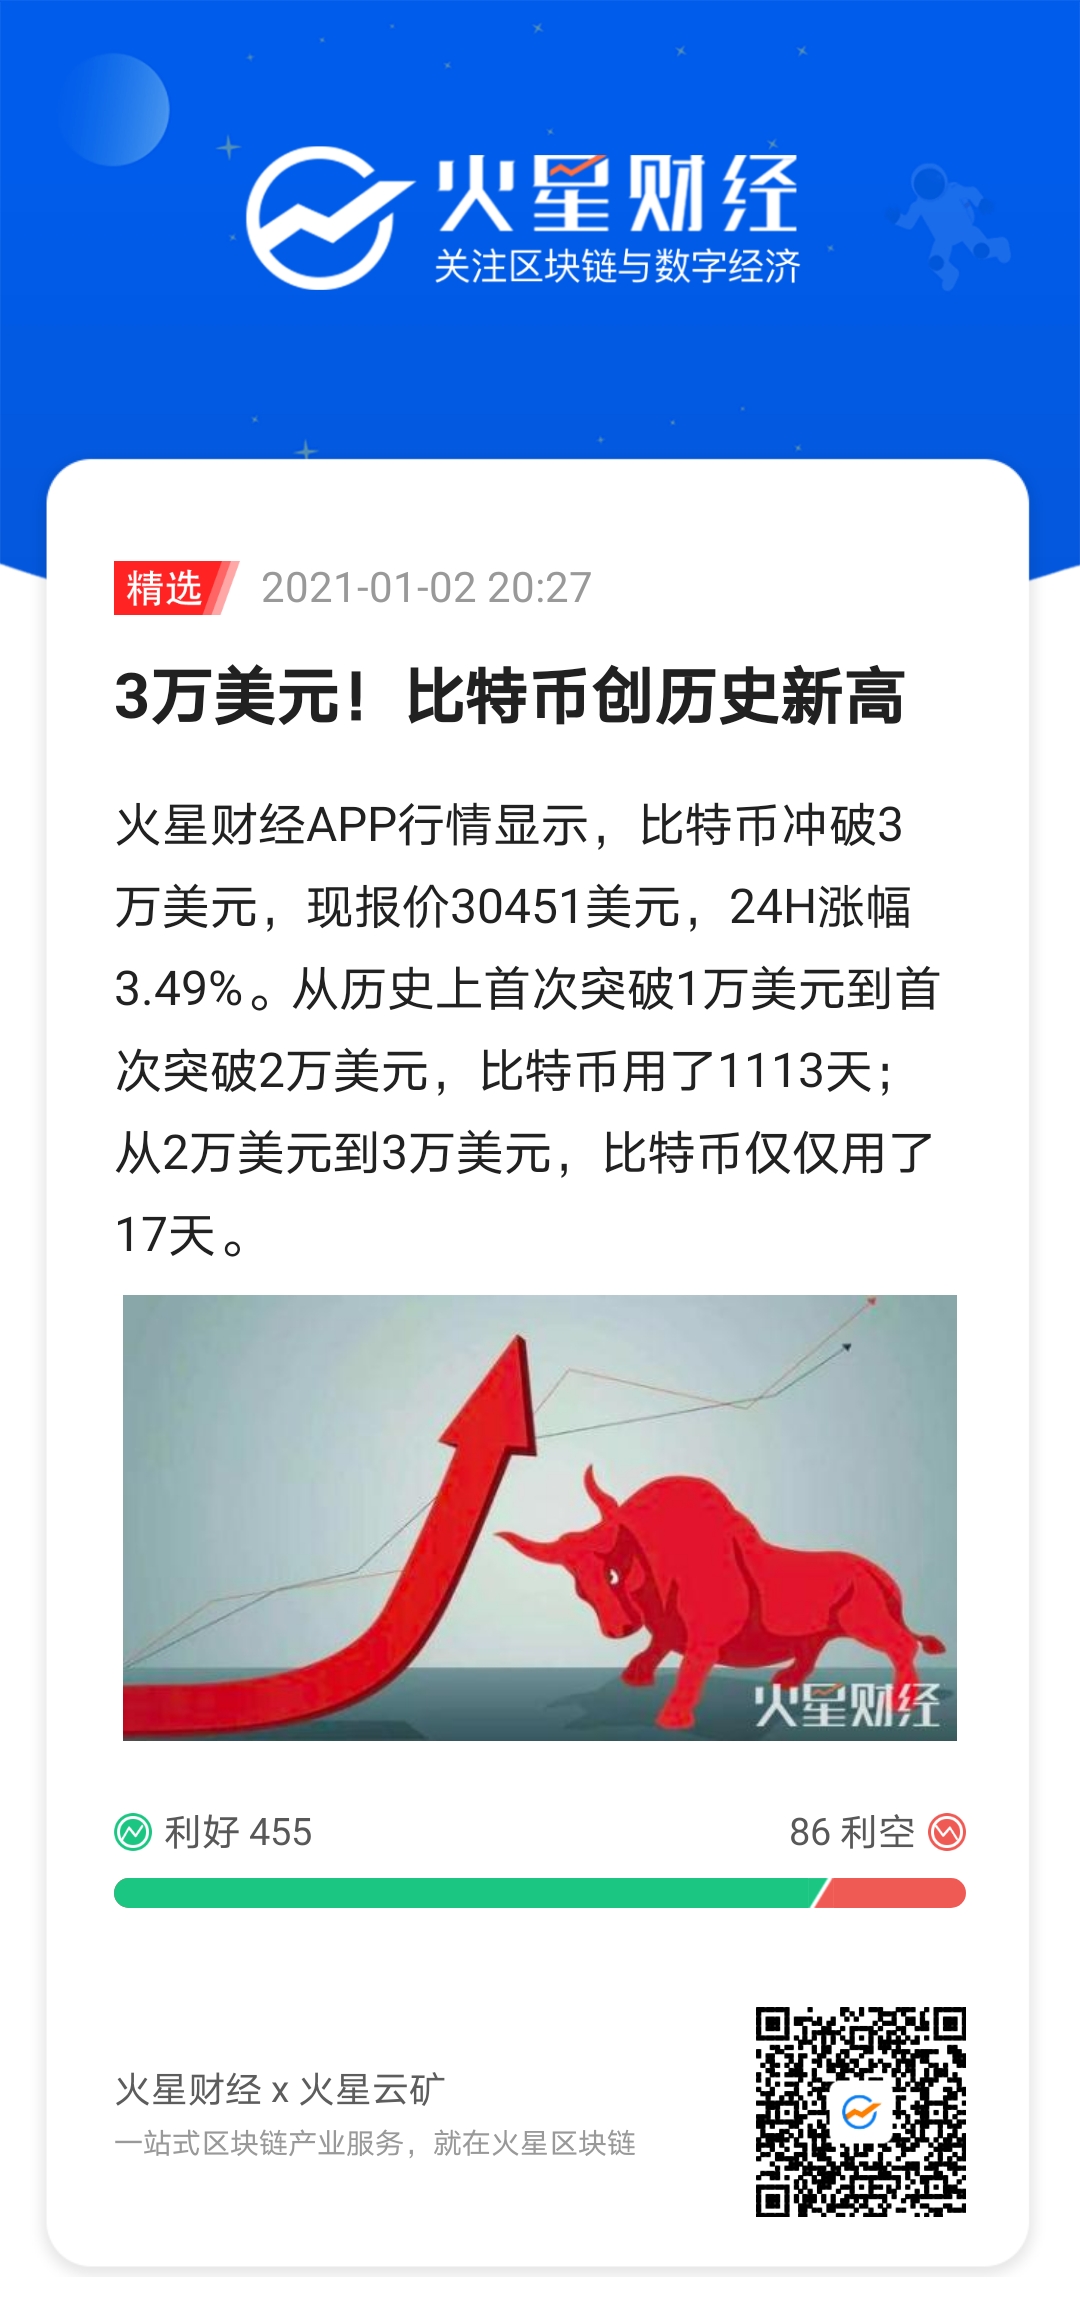 火星财经
关注区块链与数字经济
精选 2021-01-02 20:27
3万美元！比特币创历史新高
火星财经APP行情显示，比特币冲破3
万美元，现报价30451美元，24H涨幅
3.49%。从历史上首次突破1万美元到首
次突破2万美元，比特币用了1113天；
从2万美元到3万美元，比特币仅仅用了
17天。
火星财经
利好 455 86 利空
火星财经 x 火星云矿
一站式区块链产业服务，就在火星区块链